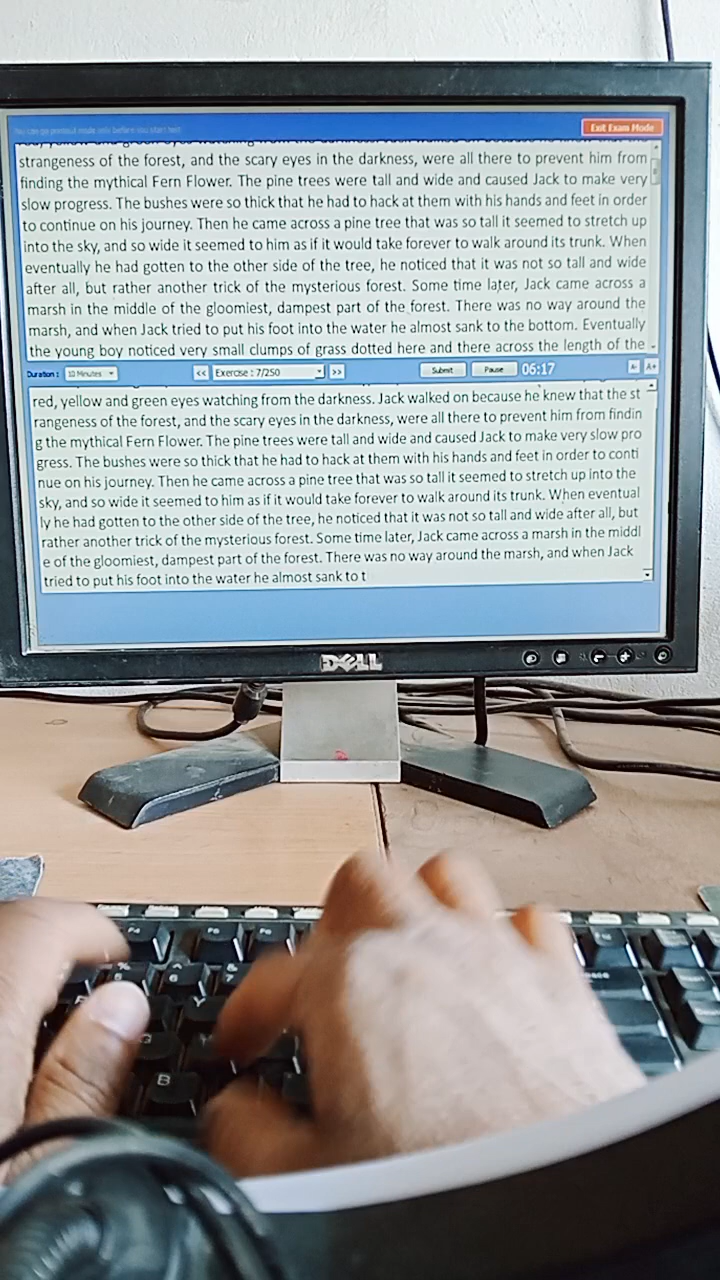 You can go practice mode only before you start test
Exit Exam Mode
strangeness of the forest, and the scary eyes in the darkness, were all there to prevent him from
finding the mythical Fern Flower. The pine trees were tall and wide and caused Jack to make very
slow progress. The bushes were so thick that he had to hack at them with his hands and feet in order
to continue on his journey. Then he came across a pine tree that was so tall it seemed to stretch up
into the sky, and so wide it seemed to him as if it would take forever to walk around its trunk. When
eventually he had gotten to the other side of the tree, he noticed that it was not so tall and wide
after all, but rather another trick of the mysterious forest. Some time later, Jack came across a
marsh in the middle of the gloomiest, dampest part of the forest. There was no way around the
marsh, and when Jack tried to put his foot into the water he almost sank to the bottom. Eventually
the young boy noticed very small clumps of grass dotted here and there across the length of the
Duration : 10 Minutes << Exercise : 7/250 >> Submit Pause 06:17 A- A+
red, yellow and green eyes watching from the darkness. Jack walked on because he knew that the st
rangeness of the forest, and the scary eyes in the darkness, were all there to prevent him from findin
g the mythical Fern Flower. The pine trees were tall and wide and caused Jack to make very slow pro
gress. The bushes were so thick that he had to hack at them with his hands and feet in order to conti
nue on his journey. Then he came across a pine tree that was so tall it seemed to stretch up into the
sky, and so wide it seemed to him as if it would take forever to walk around its trunk. When eventual
ly he had gotten to the other side of the tree, he noticed that it was not so tall and wide after all, but
rather another trick of the mysterious forest. Some time later, Jack came across a marsh in the middl
e of the gloomiest, dampest part of the forest. There was no way around the marsh, and when Jack
tried to put his foot into the water he almost sank to t
DELL
F4
F5
F6
%
5
^
6
&
7
Y
G
B